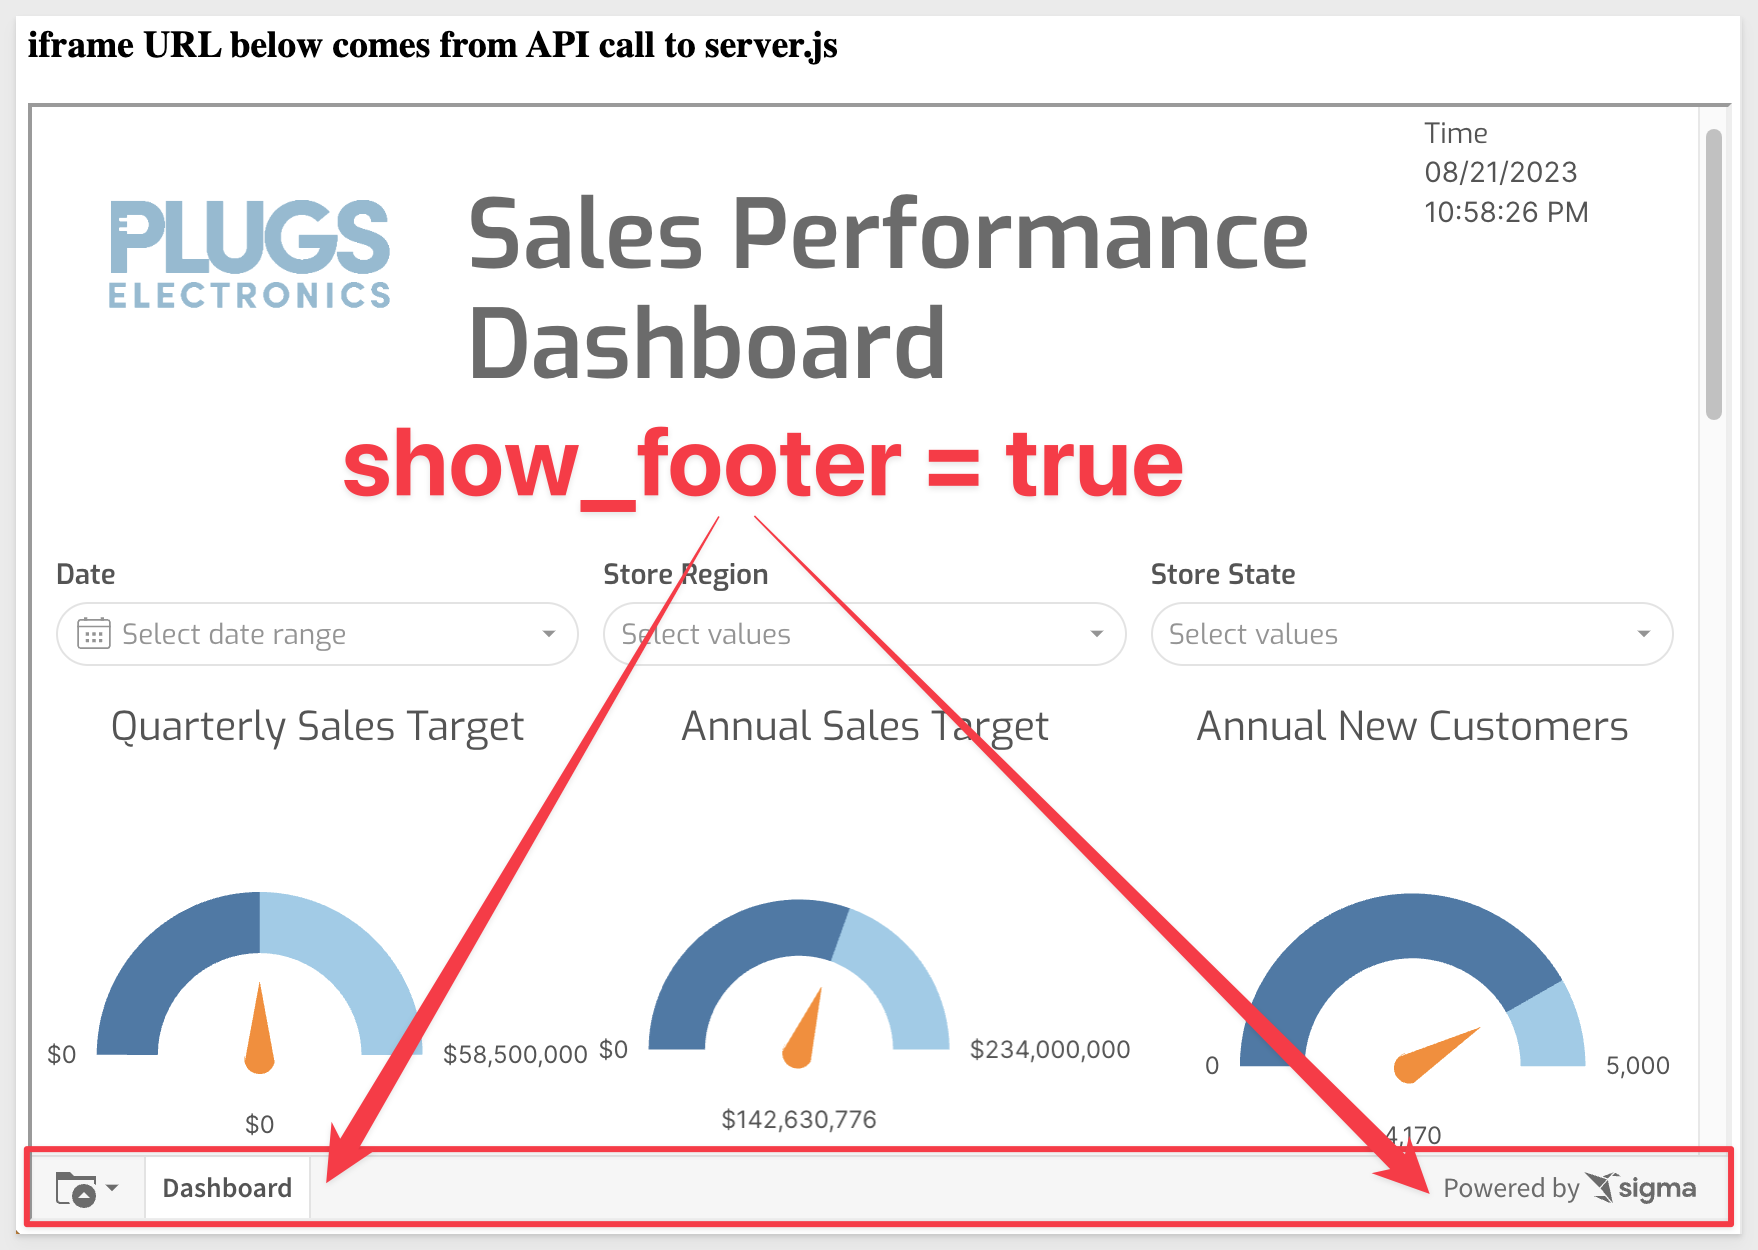 iframe URL below comes from API call to server.js
Time
08/21/2023
10:58:26 PM
PLUGS
ELECTRONICS
Sales Performance
Dashboard
show_footer = true
Date
Store Region
Store State
Select date range
Select values
Select values
Quarterly Sales Target
Annual Sales Target
Annual New Customers
$0
$58,500,000
$0
$0
$234,000,000
$142,630,776
0
5,000
4,170
Dashboard
Powered by sigma